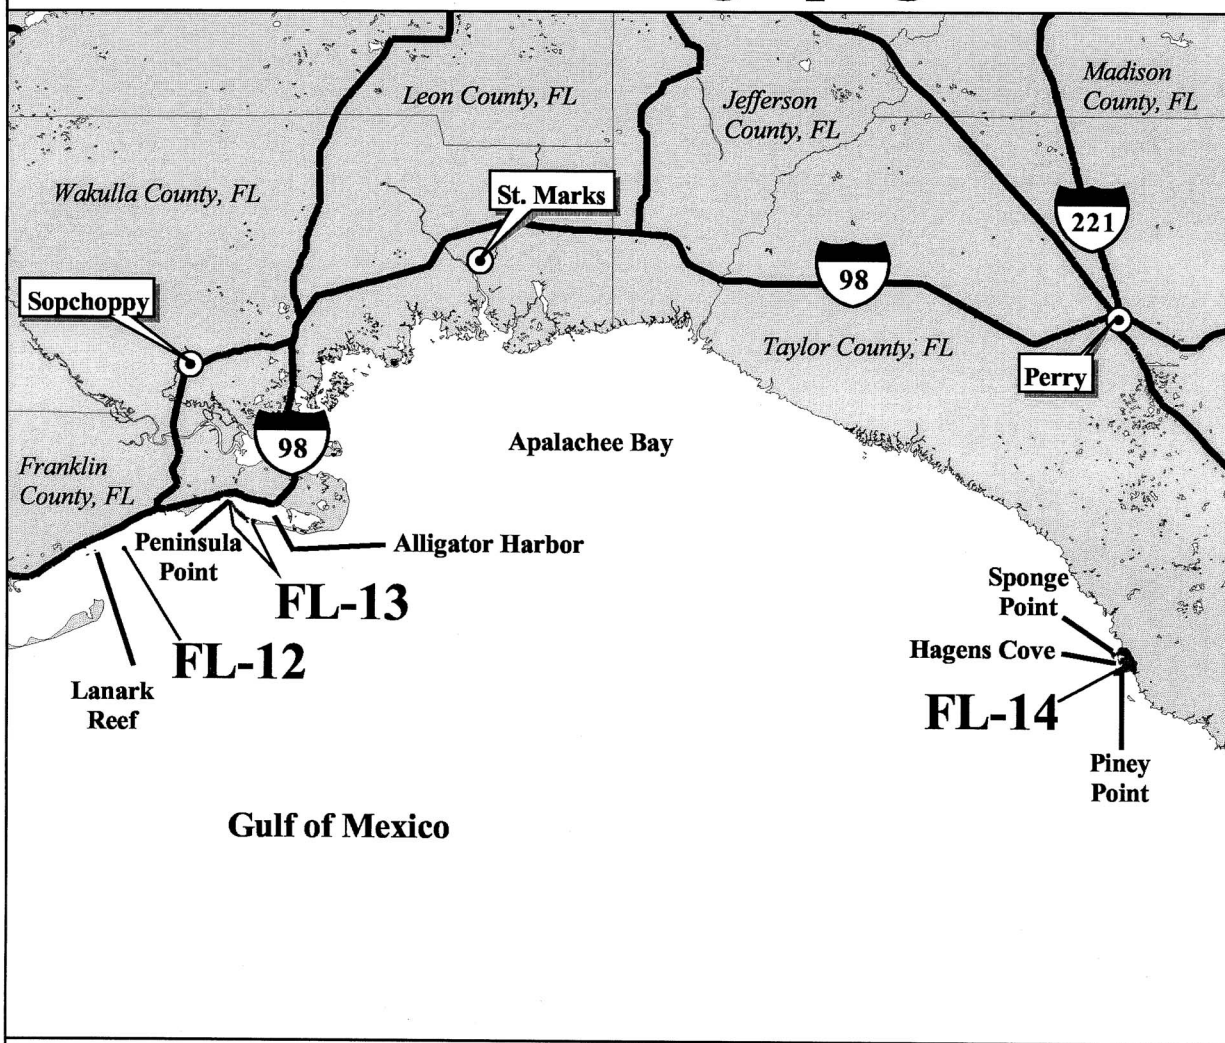 Leon County, FL
Jefferson
County, FL
Madison
County, FL
Wakulla County, FL
St. Marks
221
98
Sopchoppy
Taylor County, FL
Perry
98
Apalachee Bay
Franklin
County, FL
Peninsula
Point
Alligator Harbor
FL-13
FL-12
Lanark
Reef
Sponge
Point
Hagens Cove
FL-14
Piney
Point
Gulf of Mexico